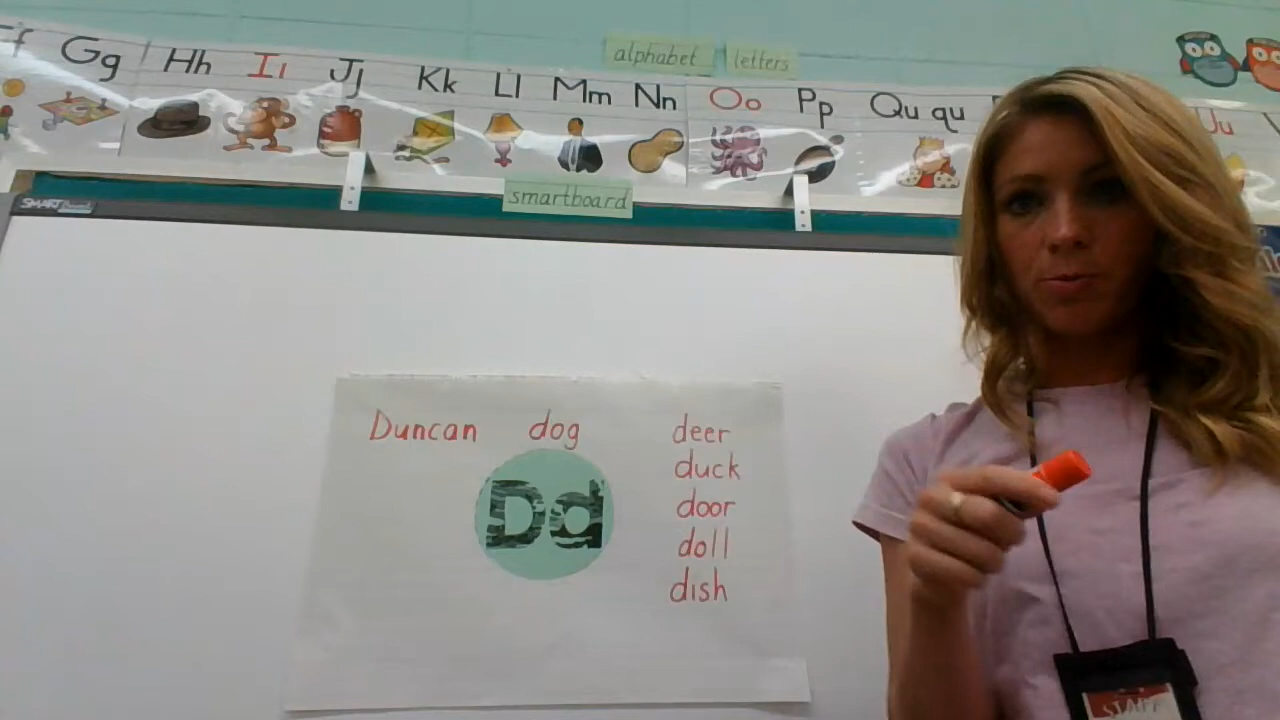 alphabet letters
Gg Hh Ii Jj Kk Ll Mm Nn Oo Pp Qu qu Uu
smartboard
SMART
Duncan dog deer
duck
Dd door
doll
dish
STAFF